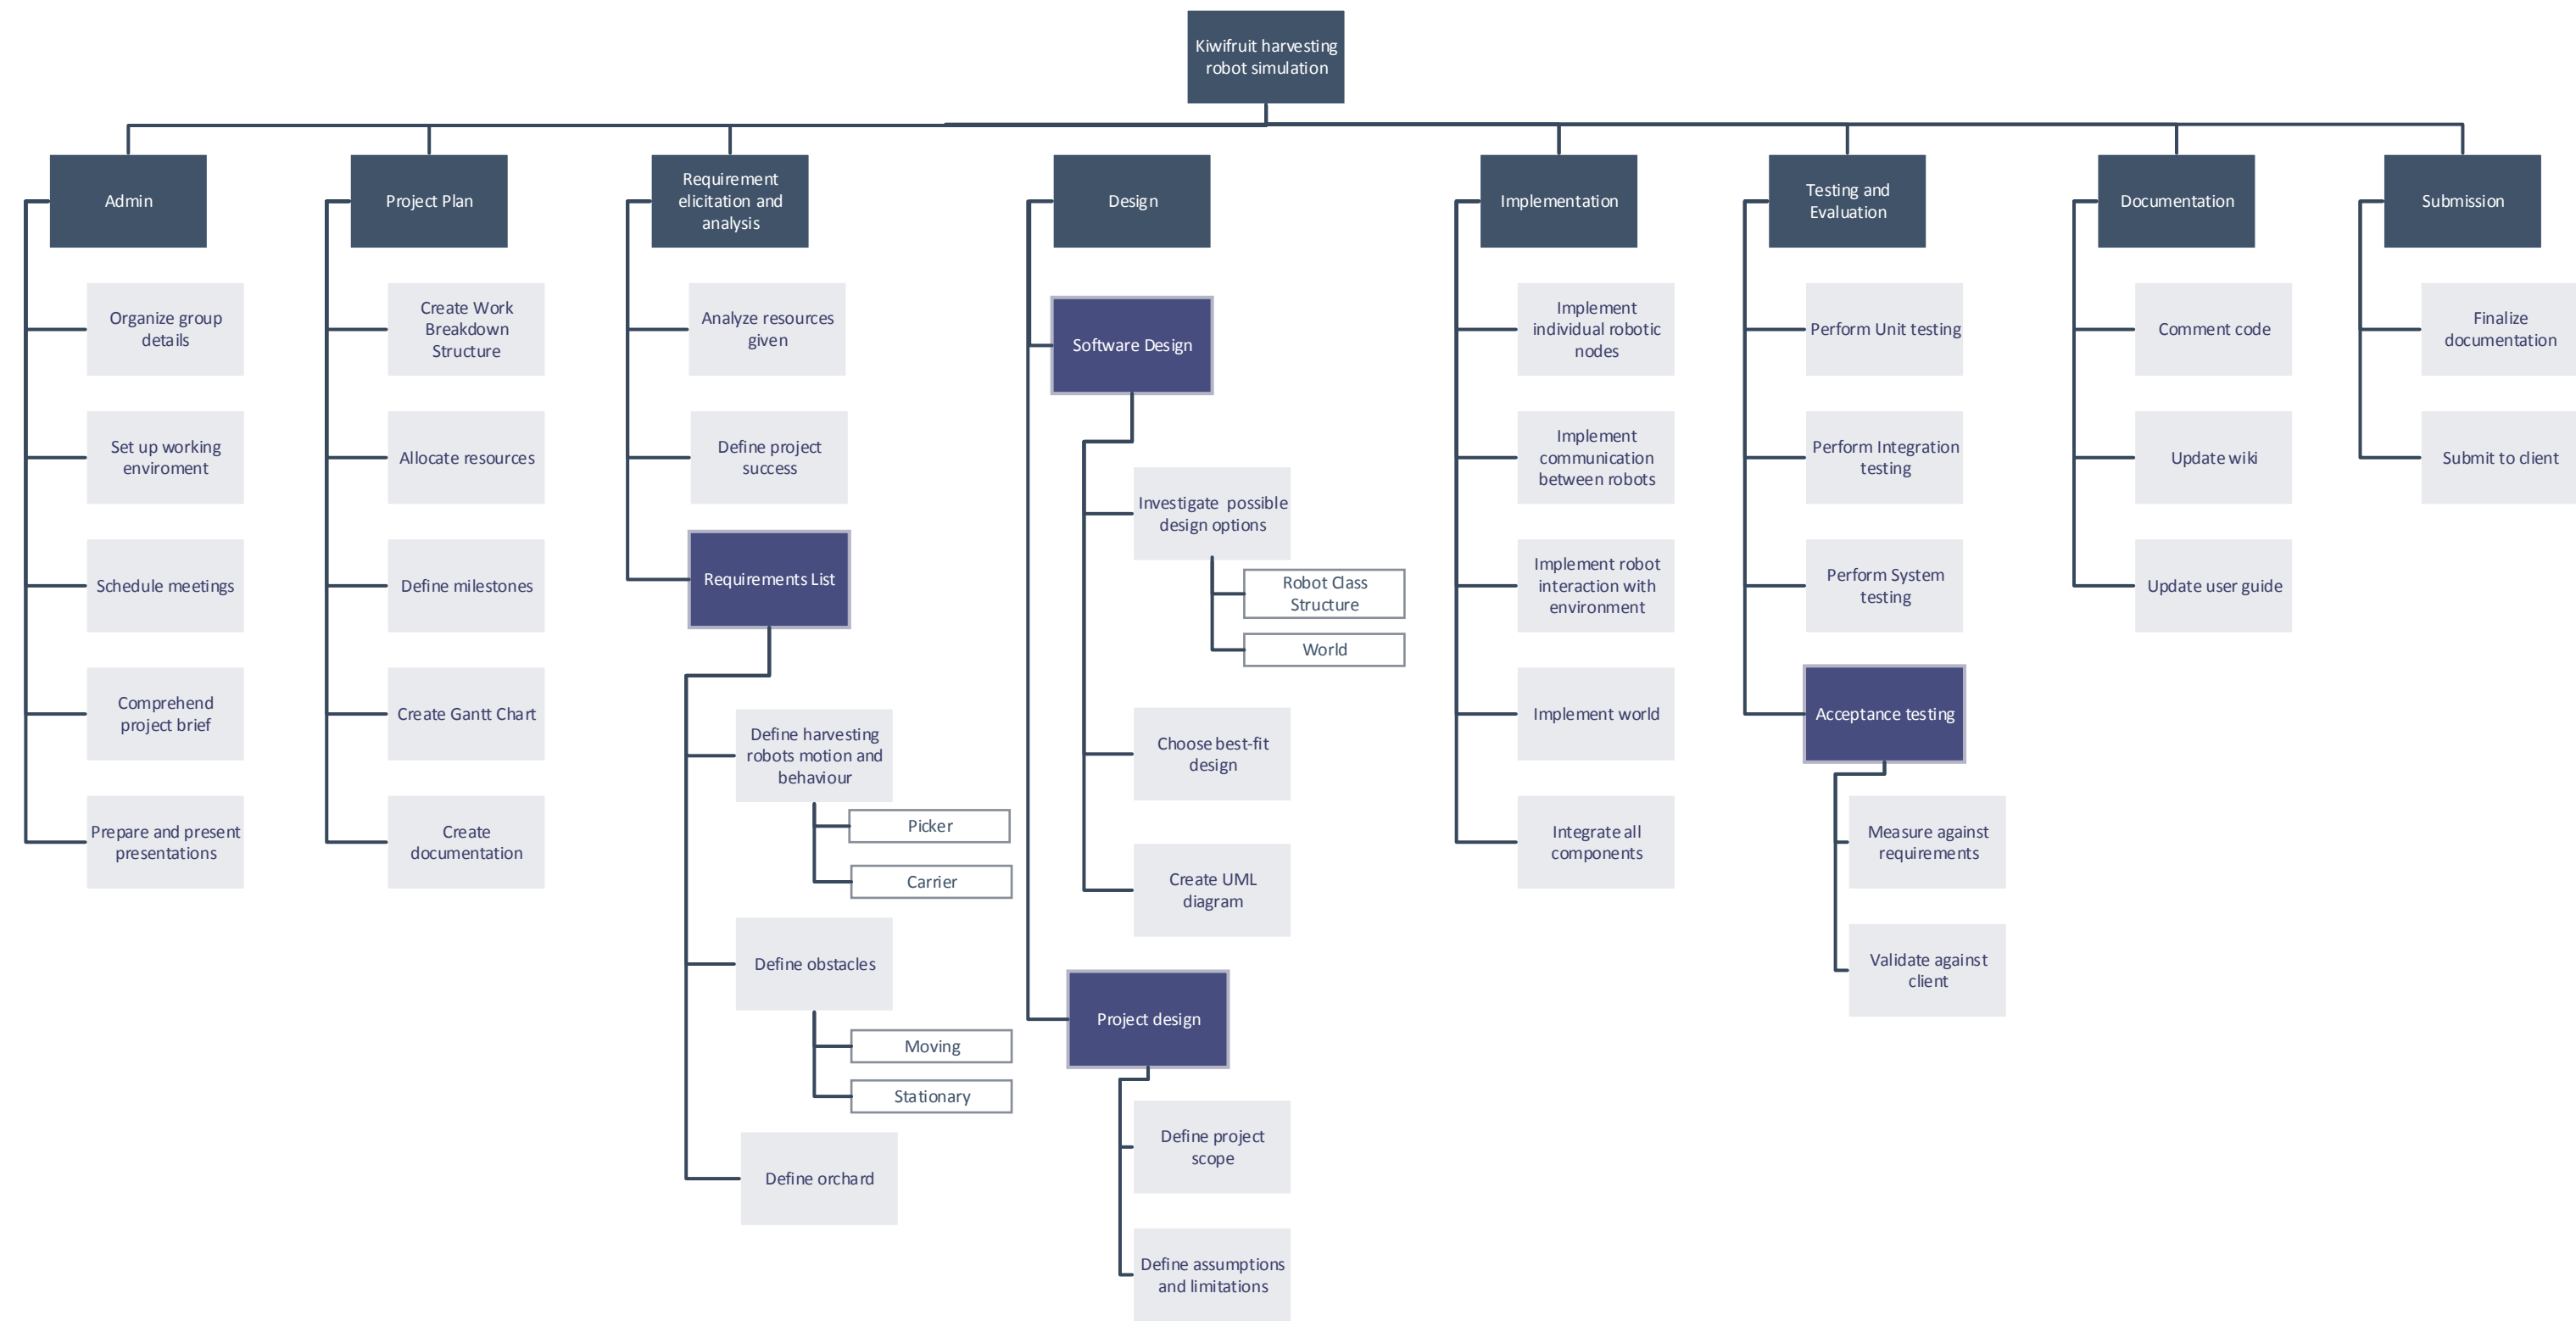 Kiwifruit harvesting
robot simulation
Admin
Organize group
details
Set up working
enviroment
Schedule meetings
Comprehend
project brief
Prepare and present
presentations
Project Plan
Create Work
Breakdown
Structure
Allocate resources
Define milestones
Create Gantt Chart
Create
documentation
Requirement
elicitation and
analysis
Analyze resources
given
Define project
success
Requirements List
Define harvesting
robots motion and
behaviour
Picker
Carrier
Define obstacles
Moving
Stationary
Define orchard
Design
Software Design
Investigate possible
design options
Robot Class
Structure
World
Choose best-fit
design
Create UML
diagram
Project design
Define project
scope
Define assumptions
and limitations
Implementation
Implement
individual robotic
nodes
Implement
communication
between robots
Implement robot
interaction with
environment
Implement world
Integrate all
components
Testing and
Evaluation
Perform Unit testing
Perform Integration
testing
Perform System
testing
Acceptance testing
Measure against
requirements
Validate against
client
Documentation
Comment code
Update wiki
Update user guide
Submission
Finalize
documentation
Submit to client